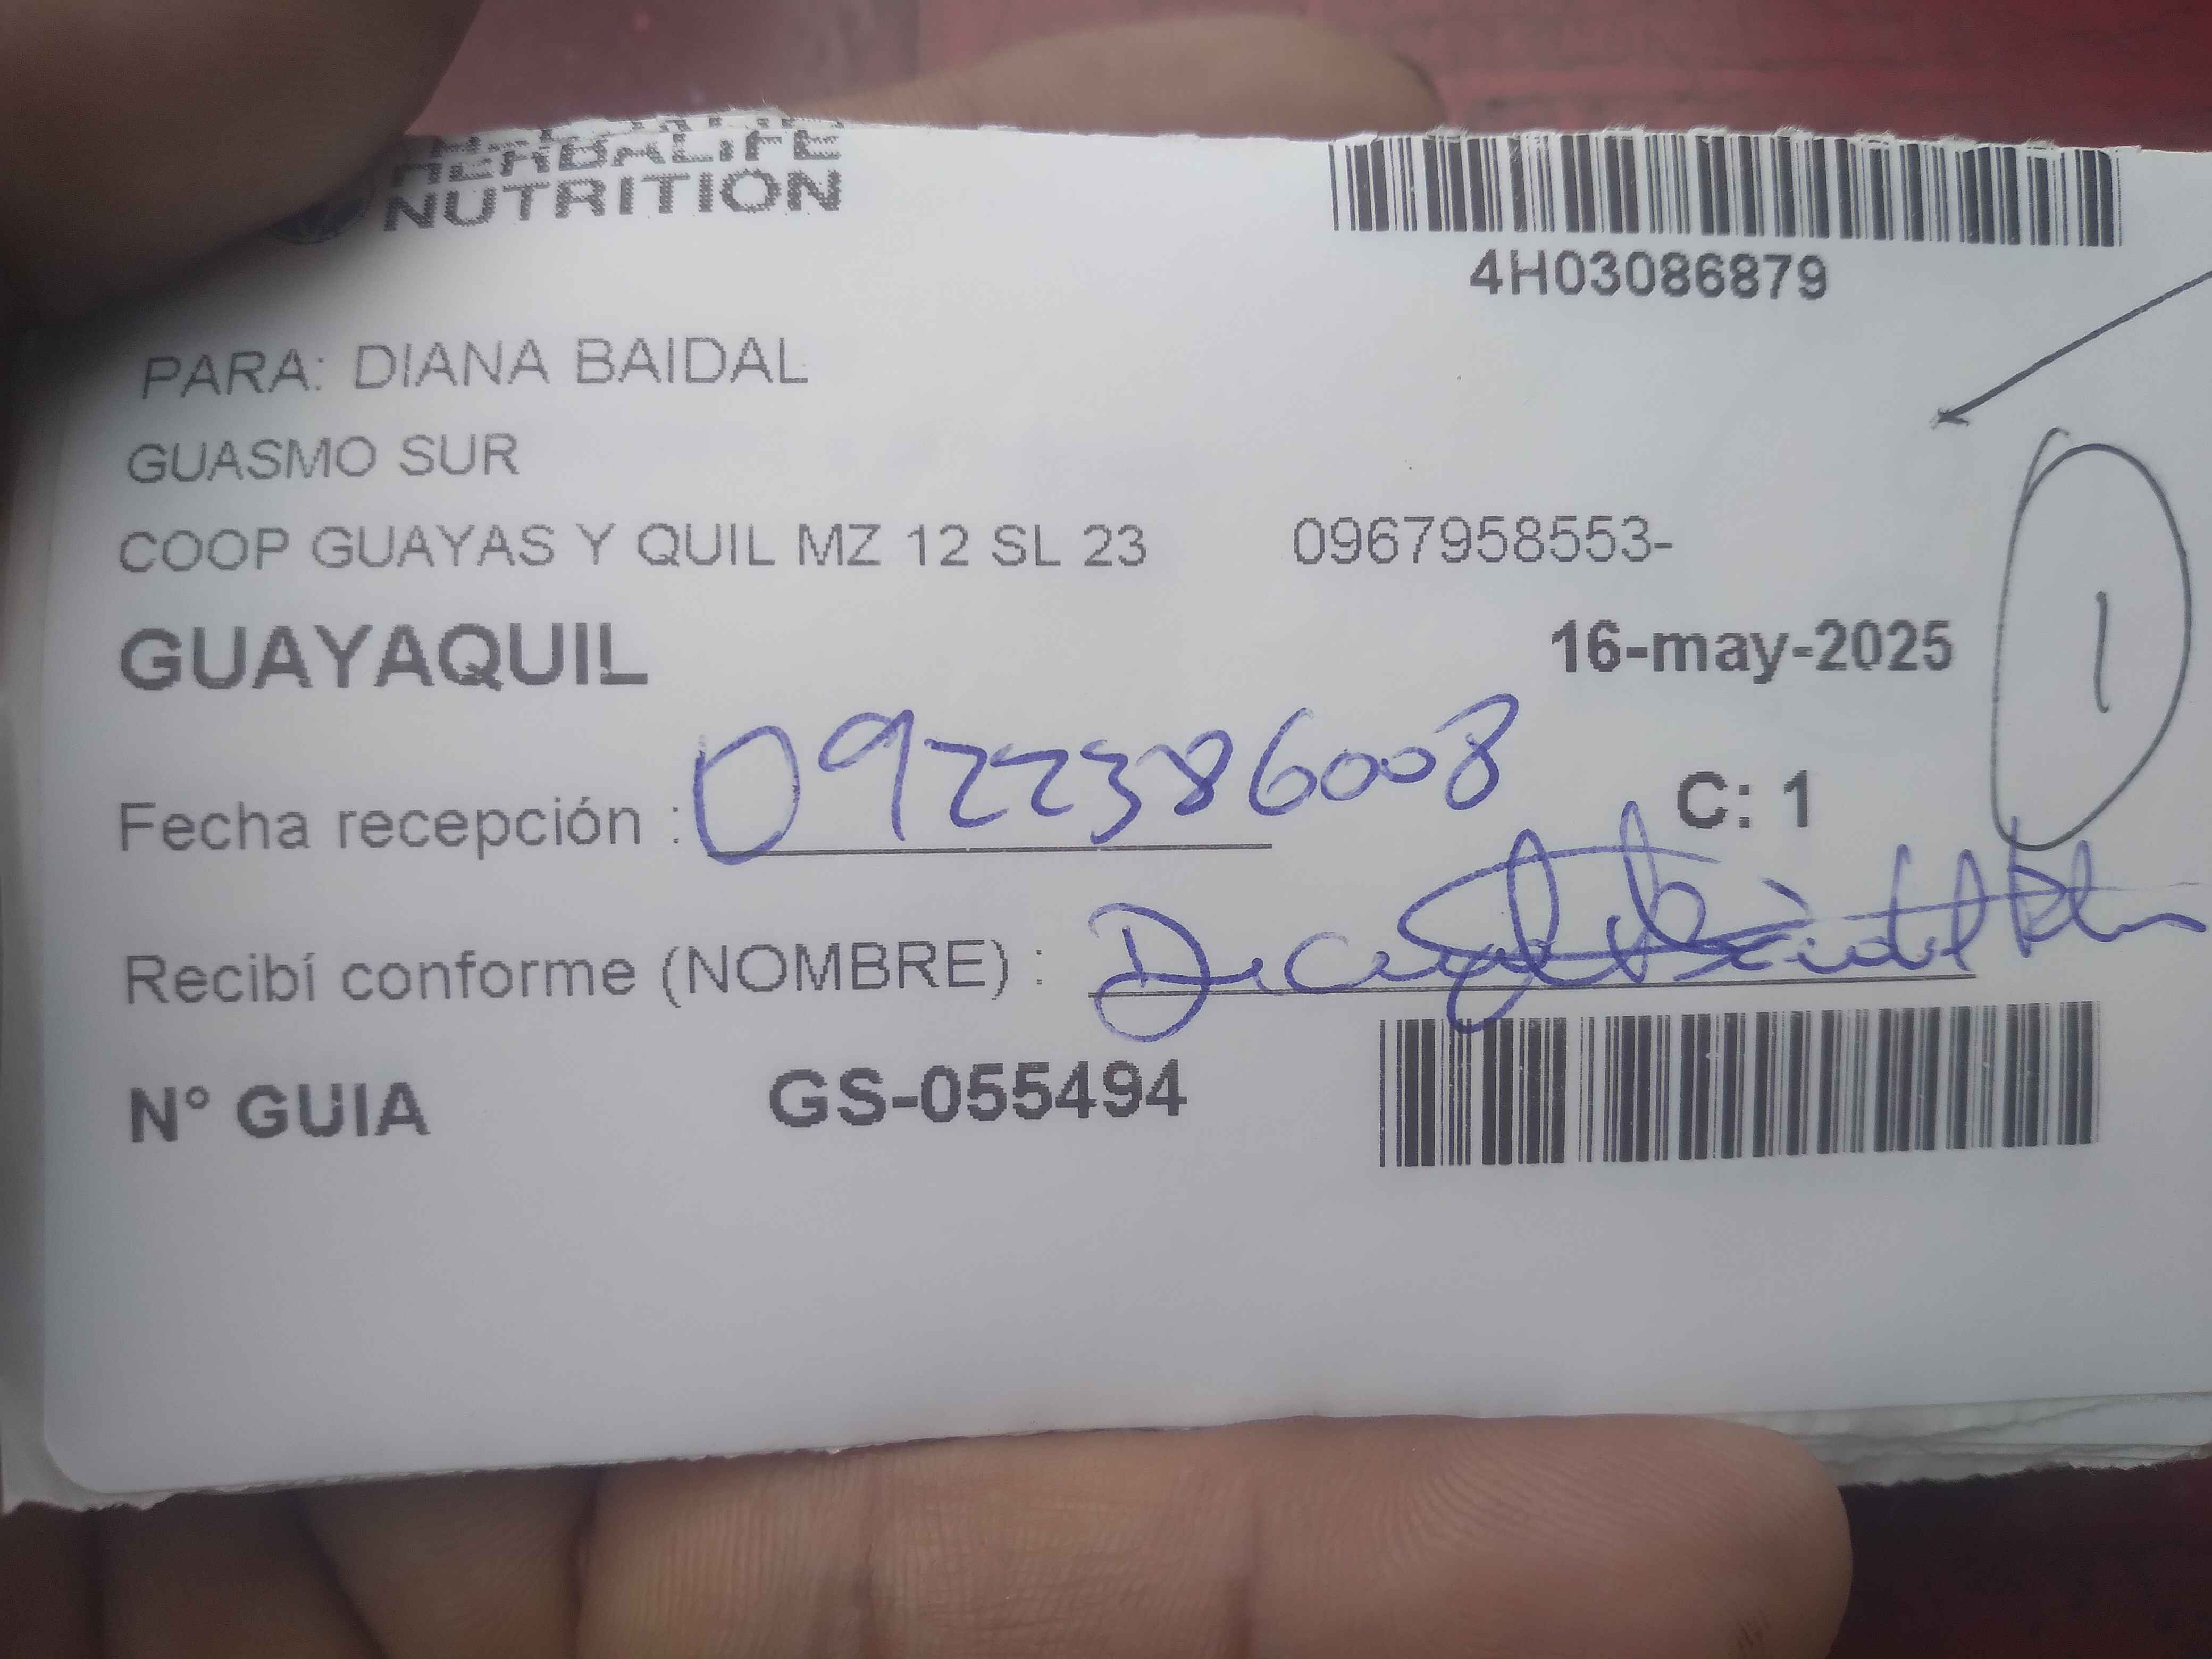 HERBALIFE
NUTRITION
4H03086879
PARA: DIANA BAIDAL
GUASMO SUR
COOP GUAYAS Y QUIL MZ 12 SL 23 0967958553-
GUAYAQUIL 16-may-2025
1
Fecha recepción : 0922386008 C: 1
Recibí conforme (NOMBRE) :
N° GUIA GS-055494